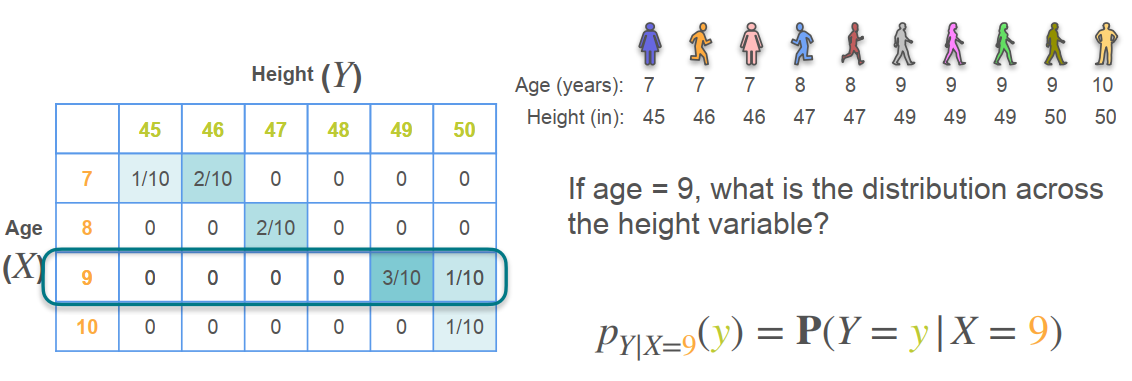 Age (years): 7 7 7 8 8 9 9 9 9 10
Height (in): 45 46 46 47 47 49 49 49 50 50
Height (Y)
45 46 47 48 49 50
7 1/10 2/10 0 0 0 0
8 0 0 2/10 0 0 0
9 0 0 0 0 3/10 1/10
10 0 0 0 0 0 1/10
Age
(X)
If age = 9, what is the distribution across
the height variable?
p_{Y|X=9}(y) = P(Y = y | X = 9)